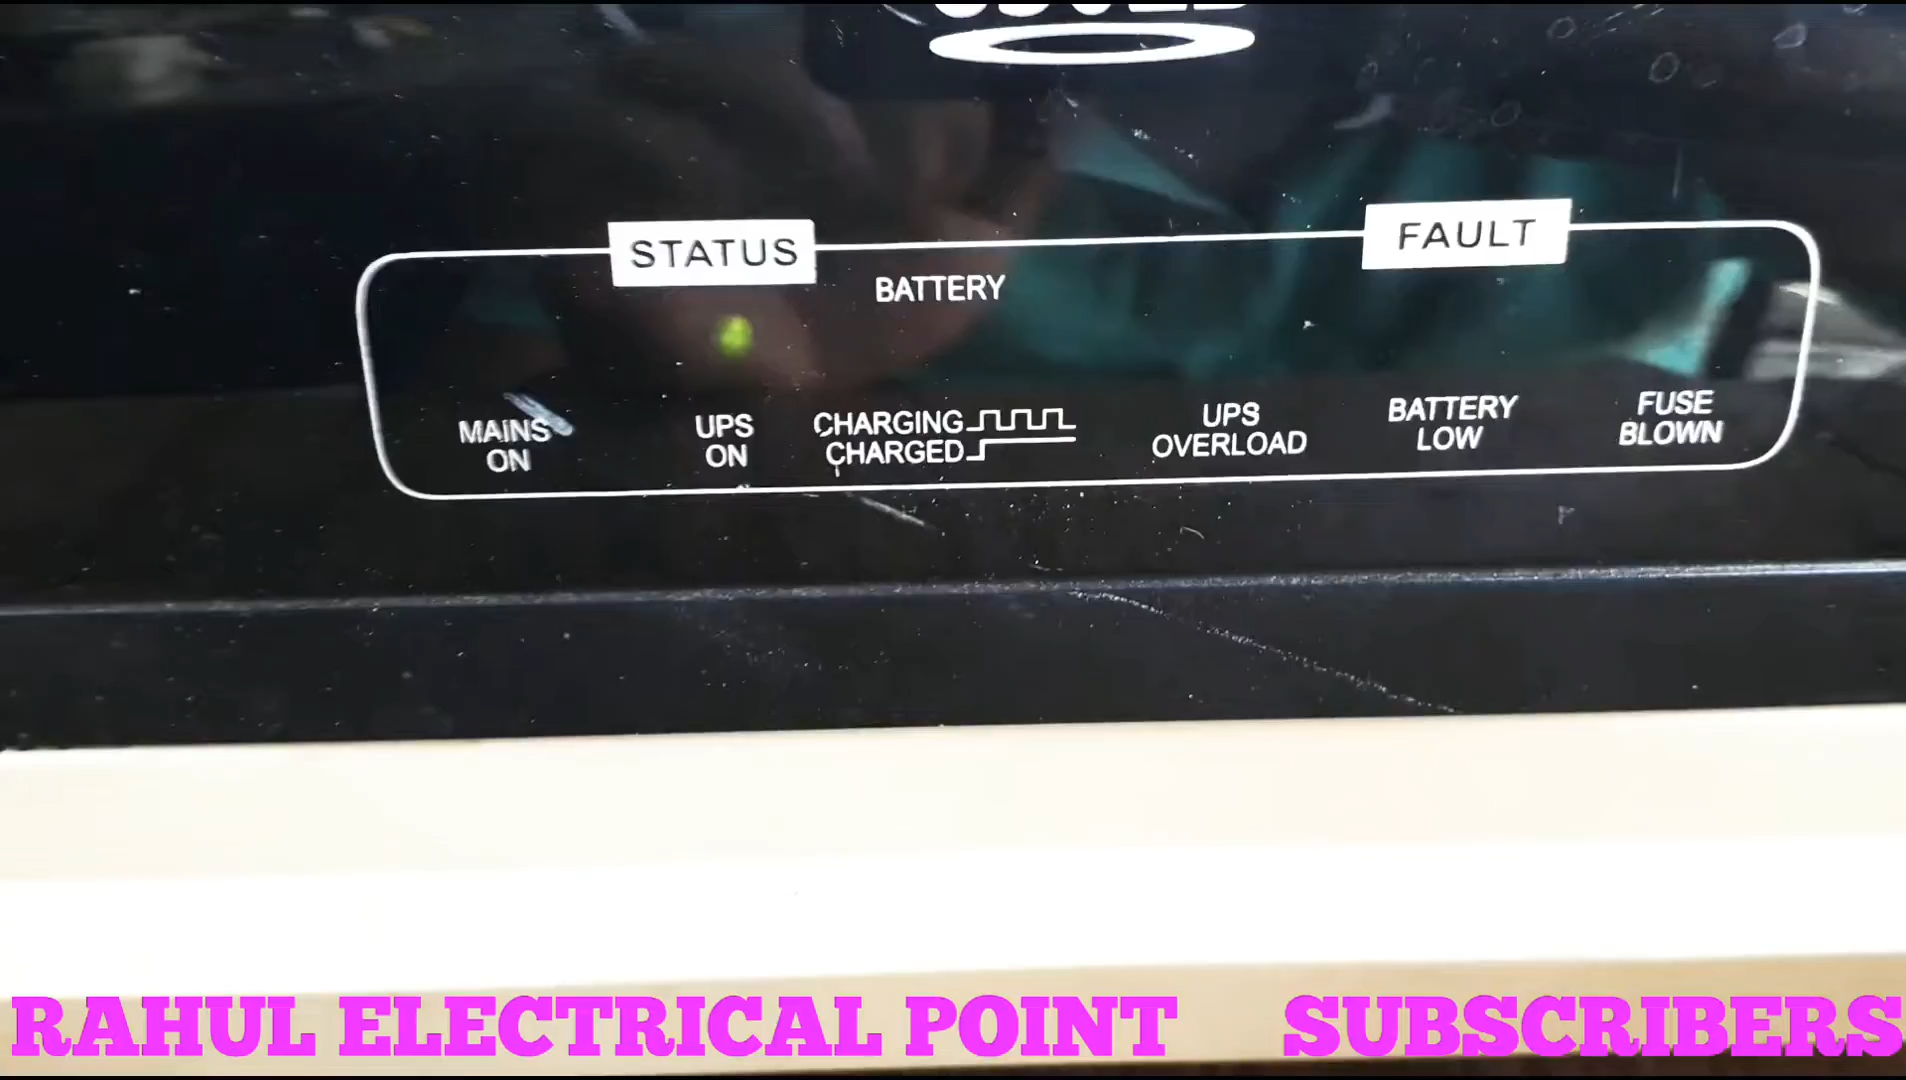 STATUS
FAULT
BATTERY
MAINS
ON
UPS
ON
CHARGING
CHARGED
UPS
OVERLOAD
BATTERY
LOW
FUSE
BLOWN
RAHUL ELECTRICAL POINT SUBSCRIBERS